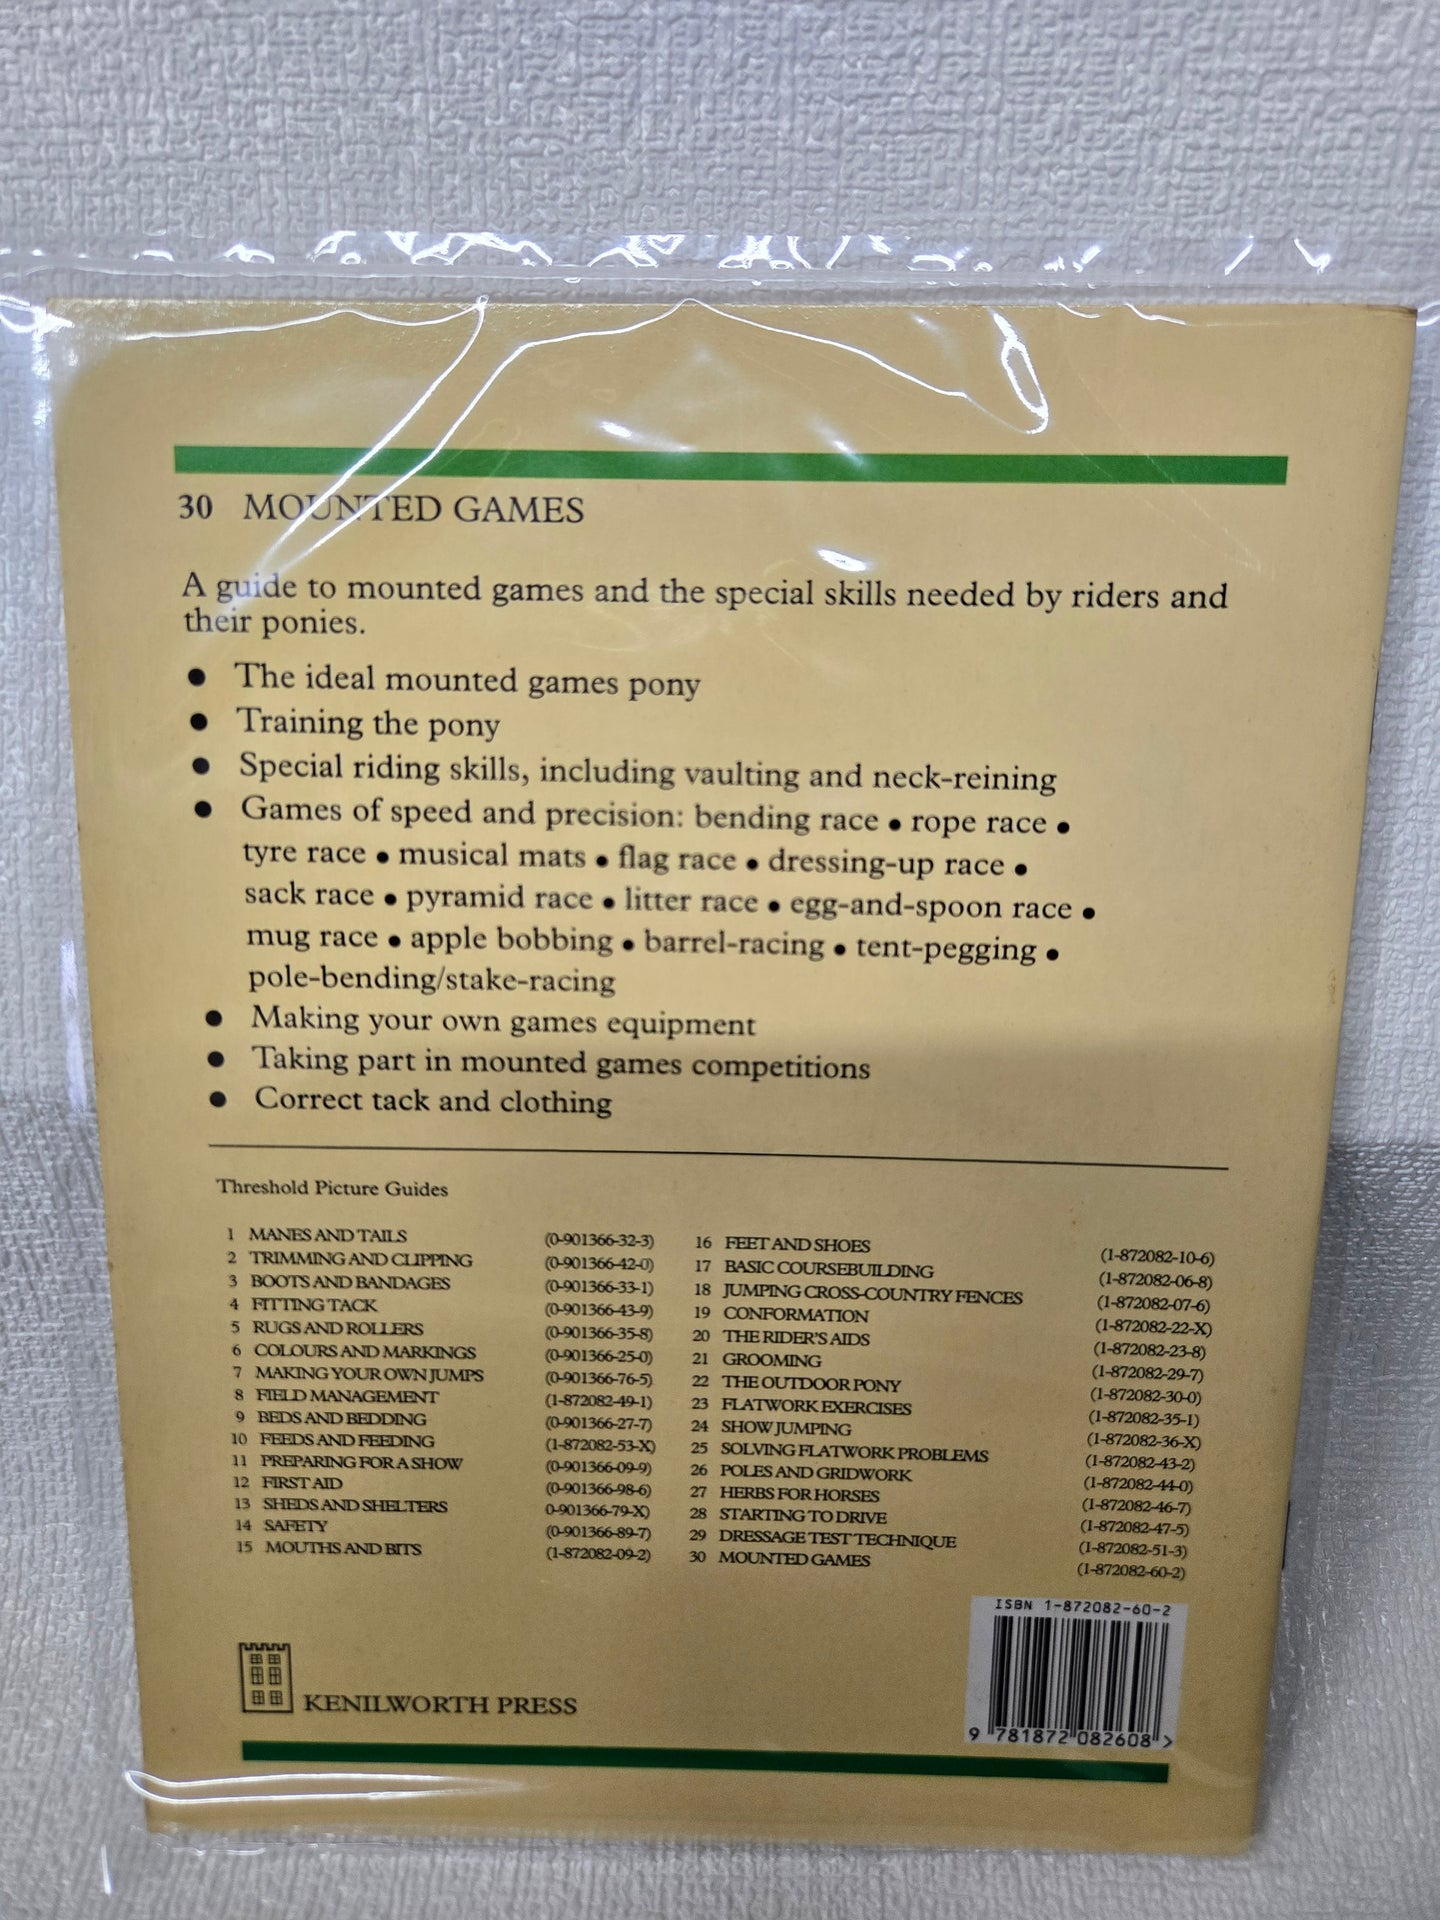 30 MOUNTED GAMES
A guide to mounted games and the special skills needed by riders and
their ponies.
● The ideal mounted games pony
● Training the pony
● Special riding skills, including vaulting and neck-reining
● Games of speed and precision: bending race ● rope race ●
tyre race ● musical mats ● flag race ● dressing-up race ●
sack race ● pyramid race ● litter race ● egg-and-spoon race ●
mug race ● apple bobbing ● barrel-racing ● tent-pegging ●
pole-bending/stake-racing
● Making your own games equipment
● Taking part in mounted games competitions
● Correct tack and clothing
Threshold Picture Guides
1 MANES AND TAILS (0-901366-32-3)
2 TRIMMING AND CLIPPING (0-901366-42-0)
3 BOOTS AND BANDAGES (0-901366-33-1)
4 FITTING TACK (0-901366-43-9)
5 RUGS AND ROLLERS (0-901366-35-8)
6 COLOURS AND MARKINGS (0-901366-25-0)
7 MAKING YOUR OWN JUMPS (0-901366-76-5)
8 FIELD MANAGEMENT (1-872082-49-1)
9 BEDS AND BEDDING (0-901366-27-7)
10 FEEDS AND FEEDING (1-872082-53-X)
11 PREPARING FOR A SHOW (0-901366-09-9)
12 FIRST AID (0-901366-98-6)
13 SHEDS AND SHELTERS 0-901366-79-X)
14 SAFETY (0-901366-89-7)
15 MOUTHS AND BITS (1-872082-09-2)
16 FEET AND SHOES (1-872082-10-6)
17 BASIC COURSEBUILDING (1-872082-06-8)
18 JUMPING CROSS-COUNTRY FENCES (1-872082-07-6)
19 CONFORMATION (1-872082-22-X)
20 THE RIDER'S AIDS (1-872082-23-8)
21 GROOMING (1-872082-29-7)
22 THE OUTDOOR PONY (1-872082-30-0)
23 FLATWORK EXERCISES (1-872082-35-1)
24 SHOW JUMPING (1-872082-36-X)
25 SOLVING FLATWORK PROBLEMS (1-872082-43-2)
26 POLES AND GRIDWORK (1-872082-44-0)
27 HERBS FOR HORSES (1-872082-46-7)
28 STARTING TO DRIVE (1-872082-47-5)
29 DRESSAGE TEST TECHNIQUE (1-872082-51-3)
30 MOUNTED GAMES (1-872082-60-2)
ISBN 1-872082-60-2
KENILWORTH PRESS
9 781872 082608 >